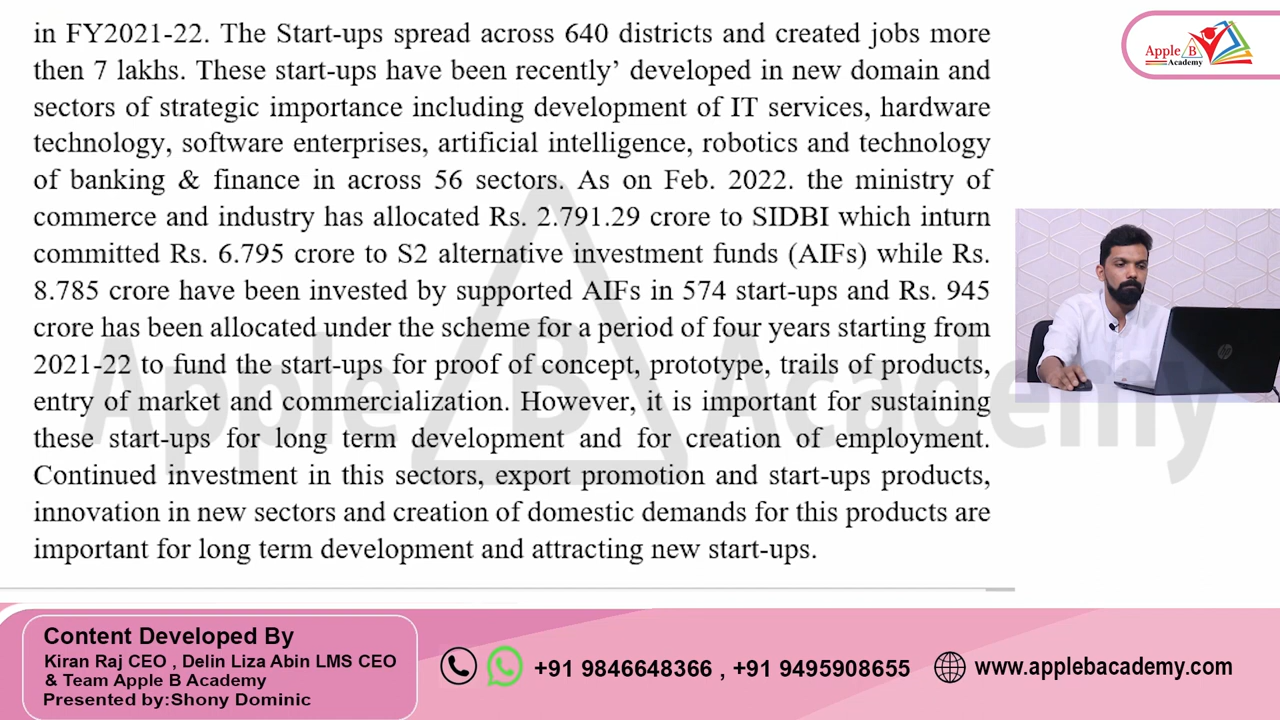 in FY2021-22. The Start-ups spread across 640 districts and created jobs more
then 7 lakhs. These start-ups have been recently’ developed in new domain and
sectors of strategic importance including development of IT services, hardware
technology, software enterprises, artificial intelligence, robotics and technology
of banking & finance in across 56 sectors. As on Feb. 2022. the ministry of
commerce and industry has allocated Rs. 2.791.29 crore to SIDBI which inturn
committed Rs. 6.795 crore to S2 alternative investment funds (AIFs) while Rs.
8.785 crore have been invested by supported AIFs in 574 start-ups and Rs. 945
crore has been allocated under the scheme for a period of four years starting from
2021-22 to fund the start-ups for proof of concept, prototype, trails of products,
entry of market and commercialization. However, it is important for sustaining
these start-ups for long term development and for creation of employment.
Continued investment in this sectors, export promotion and start-ups products,
innovation in new sectors and creation of domestic demands for this products are
important for long term development and attracting new start-ups.
Apple B Academy
Apple B
Academy
hp
Content Developed By
Kiran Raj CEO , Delin Liza Abin LMS CEO
& Team Apple B Academy
Presented by:Shony Dominic
+91 9846648366 , +91 9495908655
www.applebacademy.com